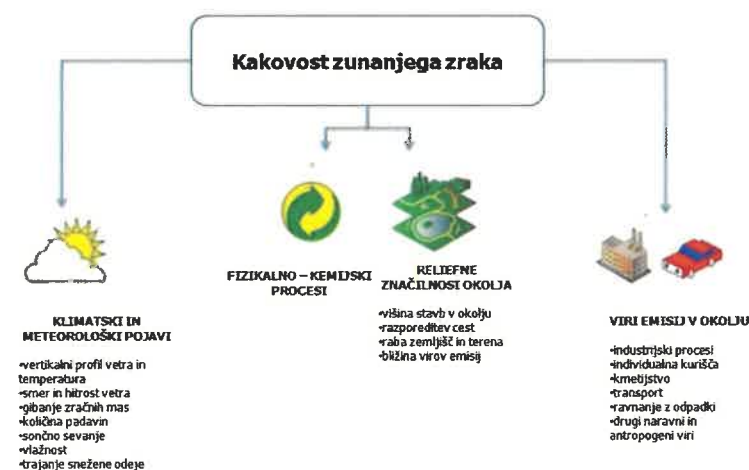 Kakovost zunanjega zraka
KLIMATSKI IN
METEOROLOŠKI POJAVI
•vertikalni profil vetra in
temperatura
•smer in hitrost vetra
•gibanje zračnih mas
•količina padavin
•sončno sevanje
•vlažnost
•trajanje snežene odeje
FIZIKALNO – KEMIJSKI
PROCESI
RELIEFNE
ZNAČILNOSTI OKOLJA
•višina stavb v okolju
•razporeditev cest
•raba zemljišč in terena
•bližina virov emisij
VIRI EMISIJ V OKOLJU
•industrijski procesi
•individualna kurišča
•kmetijstvo
•transport
•ravnanje z odpadki
•drugi naravni in
antropogeni viri